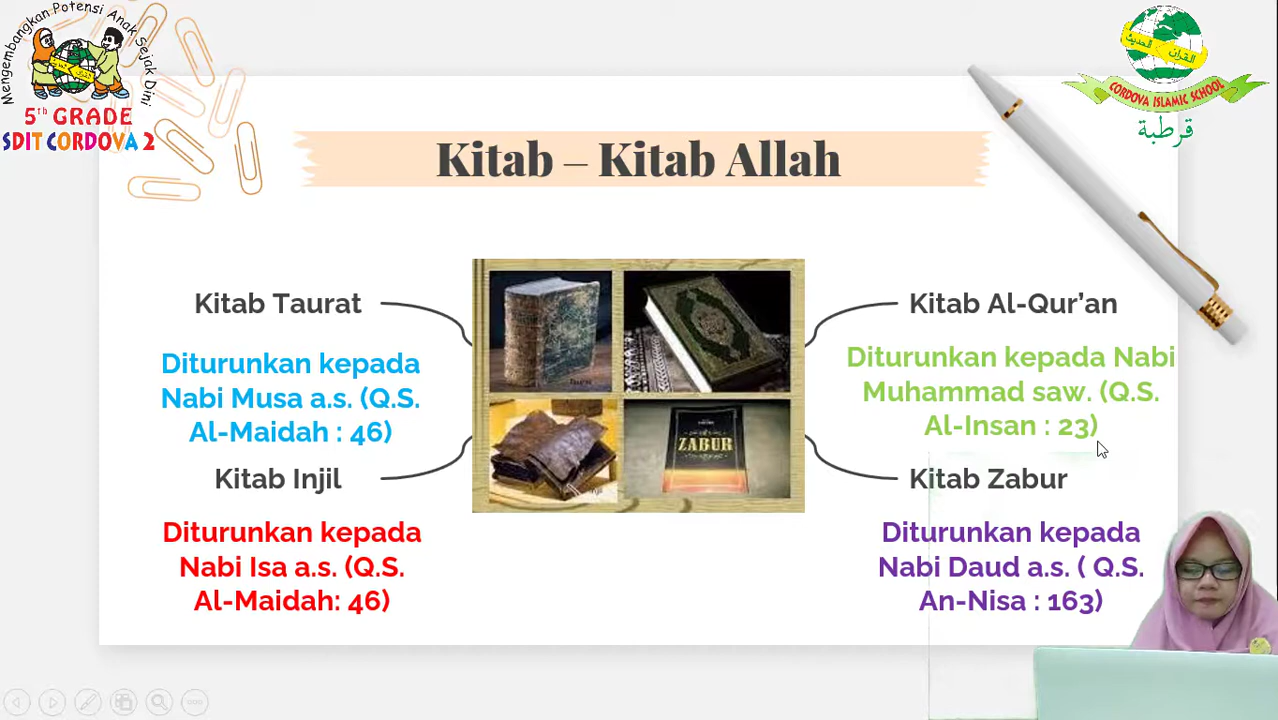 Mengembangkan Potensi Anak Sejak Dini
5th GRADE
SDIT CORDOVA 2
CORDOVA ISLAMIC SCHOOL
قرطبة
Kitab – Kitab Allah
Kitab Taurat
Diturunkan kepada
Nabi Musa a.s. (Q.S.
Al-Maidah : 46)
Kitab Injil
Diturunkan kepada
Nabi Isa a.s. (Q.S.
Al-Maidah: 46)
ZABUR
Kitab Al-Qur’an
Diturunkan kepada Nabi
Muhammad saw. (Q.S.
Al-Insan : 23)
Kitab Zabur
Diturunkan kepada
Nabi Daud a.s. ( Q.S.
An-Nisa : 163)